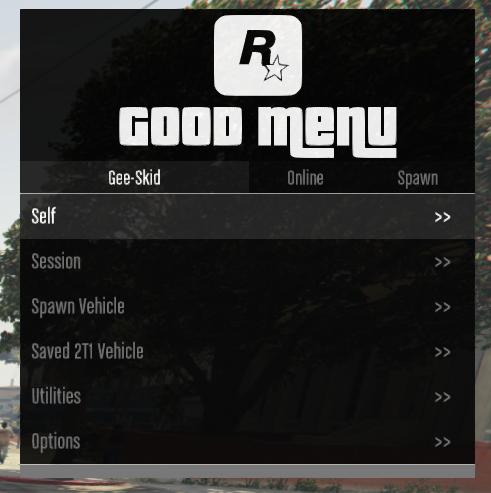 R
GOOD MENU
Gee-Skid Online Spawn
Self >>
Session >>
Spawn Vehicle >>
Saved 2T1 Vehicle >>
Utilities >>
Options >>